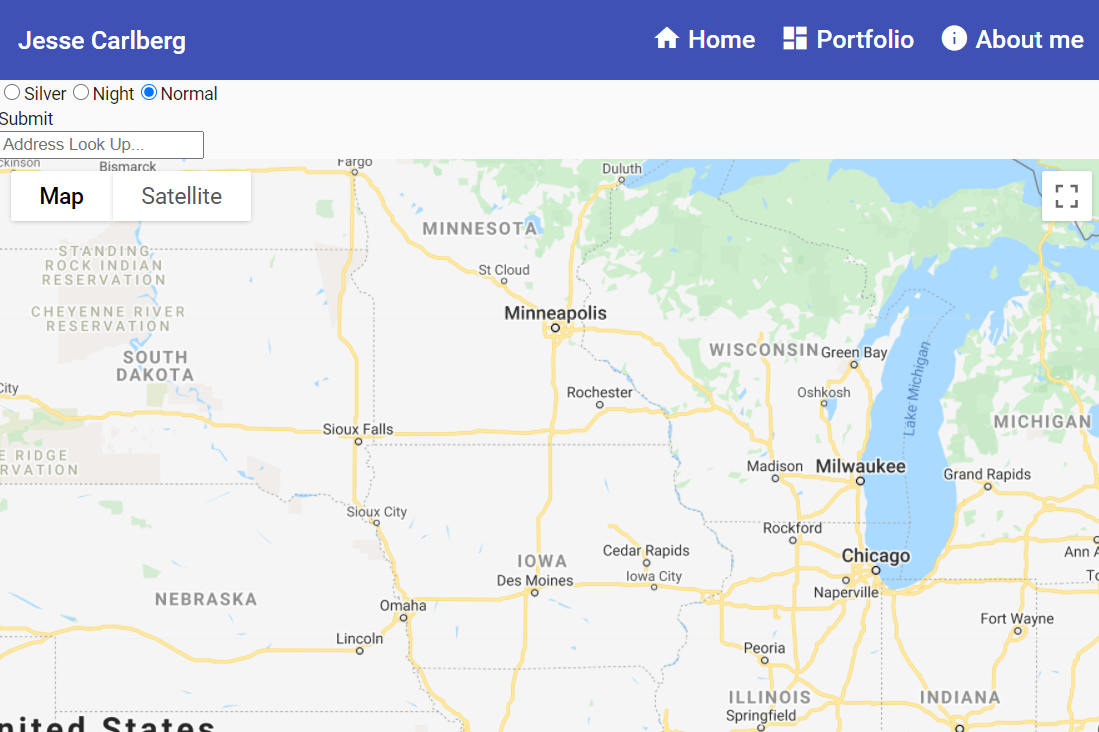 Jesse Carlberg
Home Portfolio About me
Silver Night Normal
Submit
Address Look Up...
ckinson
Bismarck
Fargo
Duluth
Map Satellite
MINNESOTA
STANDING
ROCK INDIAN
RESERVATION
St Cloud
CHEYENNE RIVER
RESERVATION
Minneapolis
SOUTH
DAKOTA
WISCONSIN
Green Bay
Lake Michigan
City
Rochester
Oshkosh
MICHIGAN
Sioux Falls
E RIDGE
RVATION
Madison
Milwaukee
Grand Rapids
Sioux City
Rockford
IOWA
Cedar Rapids
Chicago
Ann A
Des Moines
Iowa City
To
NEBRASKA
Naperville
Omaha
Fort Wayne
Lincoln
Peoria
ILLINOIS
INDIANA
Springfield
nited States